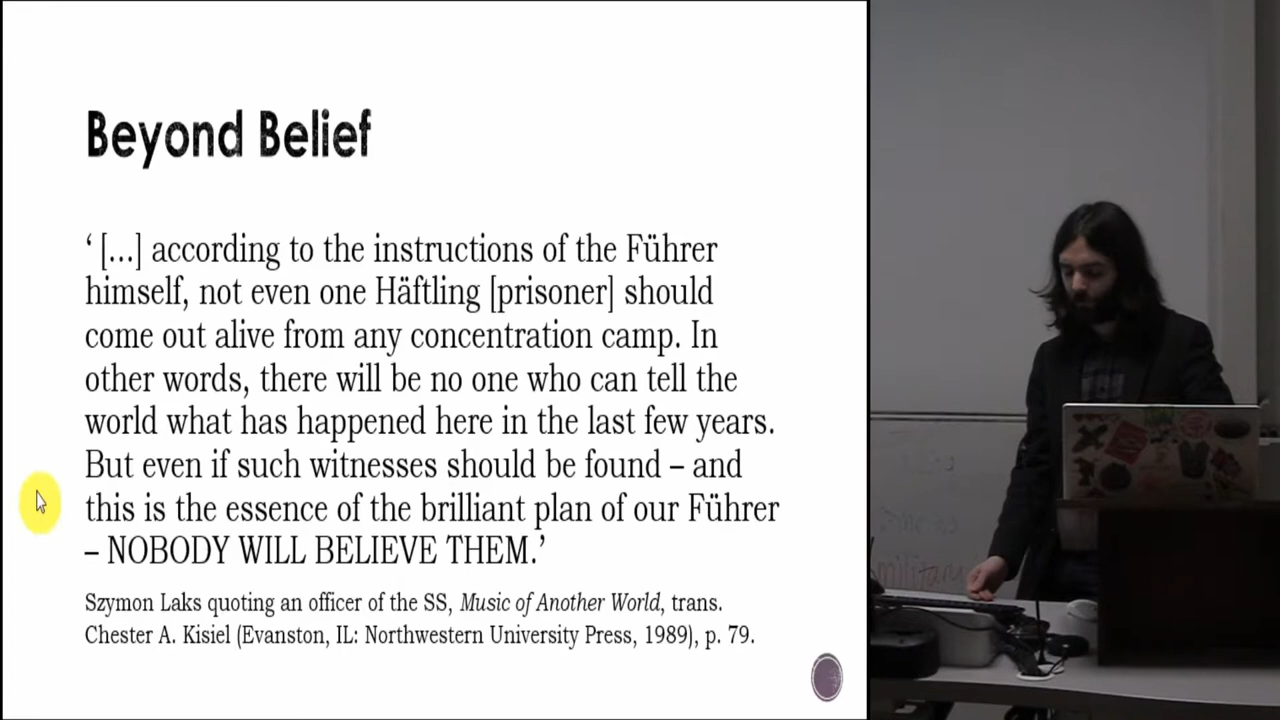 Beyond Belief
‘ [...] according to the instructions of the Führer
himself, not even one Häftling [prisoner] should
come out alive from any concentration camp. In
other words, there will be no one who can tell the
world what has happened here in the last few years.
But even if such witnesses should be found – and
this is the essence of the brilliant plan of our Führer
– NOBODY WILL BELIEVE THEM.’
Szymon Laks quoting an officer of the SS, Music of Another World, trans.
Chester A. Kisiel (Evanston, IL: Northwestern University Press, 1989), p. 79.
military